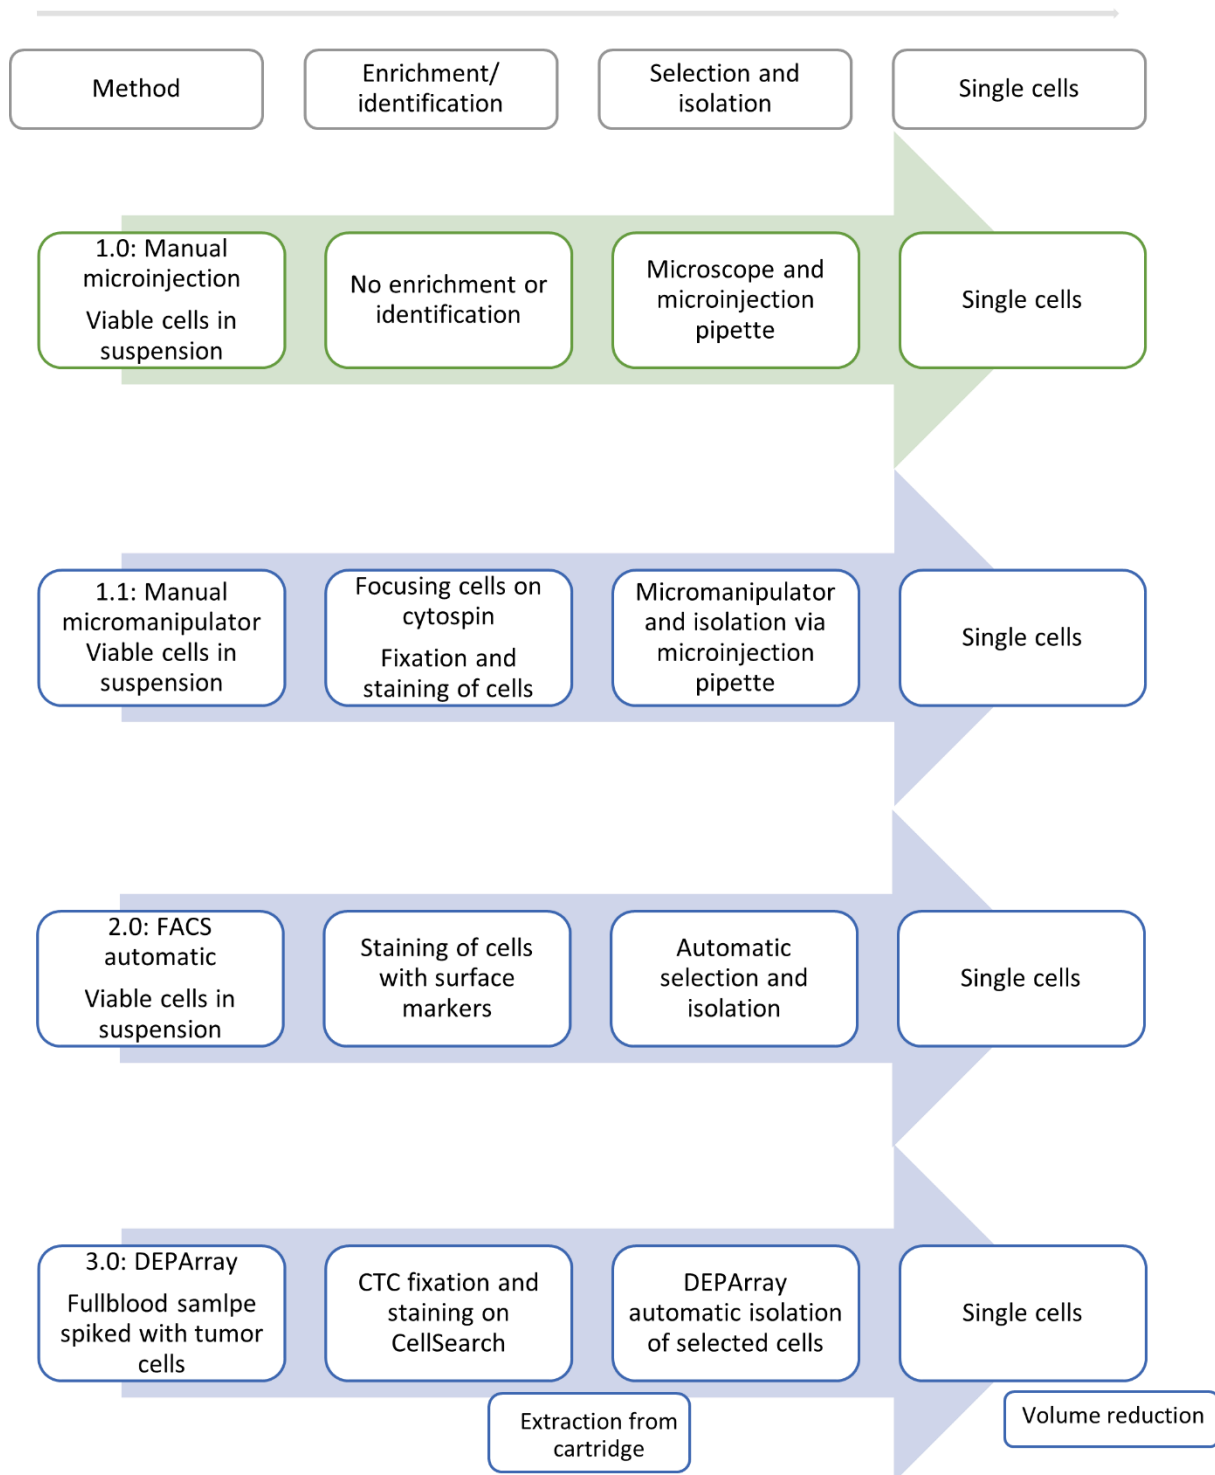 Method
Enrichment/
identification
Selection and
isolation
Single cells
1.0: Manual
microinjection
Viable cells in
suspension
No enrichment or
identification
Microscope and
microinjection
pipette
Single cells
1.1: Manual
micromanipulator
Viable cells in
suspension
Focusing cells on
cytospin
Fixation and
staining of cells
Micromanipulator
and isolation via
microinjection
pipette
Single cells
2.0: FACS
automatic
Viable cells in
suspension
Staining of cells
with surface
markers
Automatic
selection and
isolation
Single cells
3.0: DEPArray
Fullblood samlpe
spiked with tumor
cells
CTC fixation and
staining on
CellSearch
DEPArray
automatic isolation
of selected cells
Single cells
Extraction from
cartridge
Volume reduction